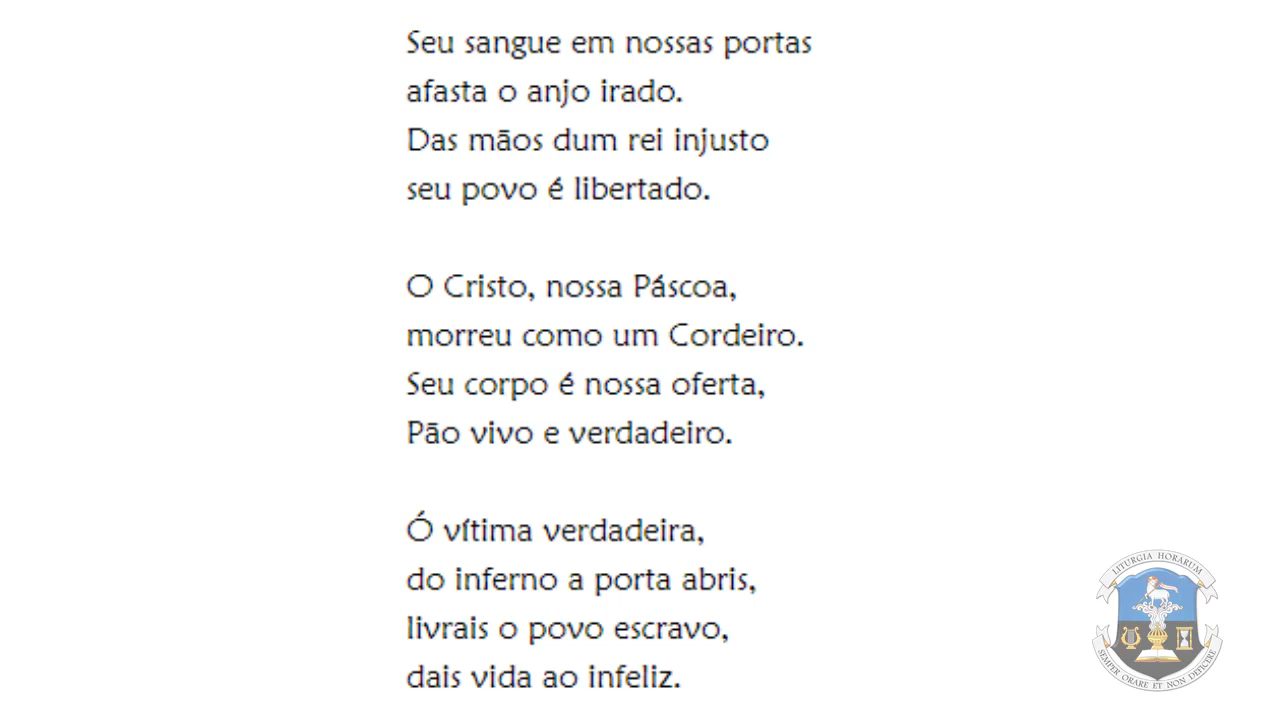 Seu sangue em nossas portas
afasta o anjo irado.
Das mãos dum rei injusto
seu povo é libertado.
O Cristo, nossa Páscoa,
morreu como um Cordeiro.
Seu corpo é nossa oferta,
Pão vivo e verdadeiro.
Ó vítima verdadeira,
do inferno a porta abris,
livrais o povo escravo,
dais vida ao infeliz.
LITURGIA HORARUM
SEMPER ORARE ET NON DEFICERE